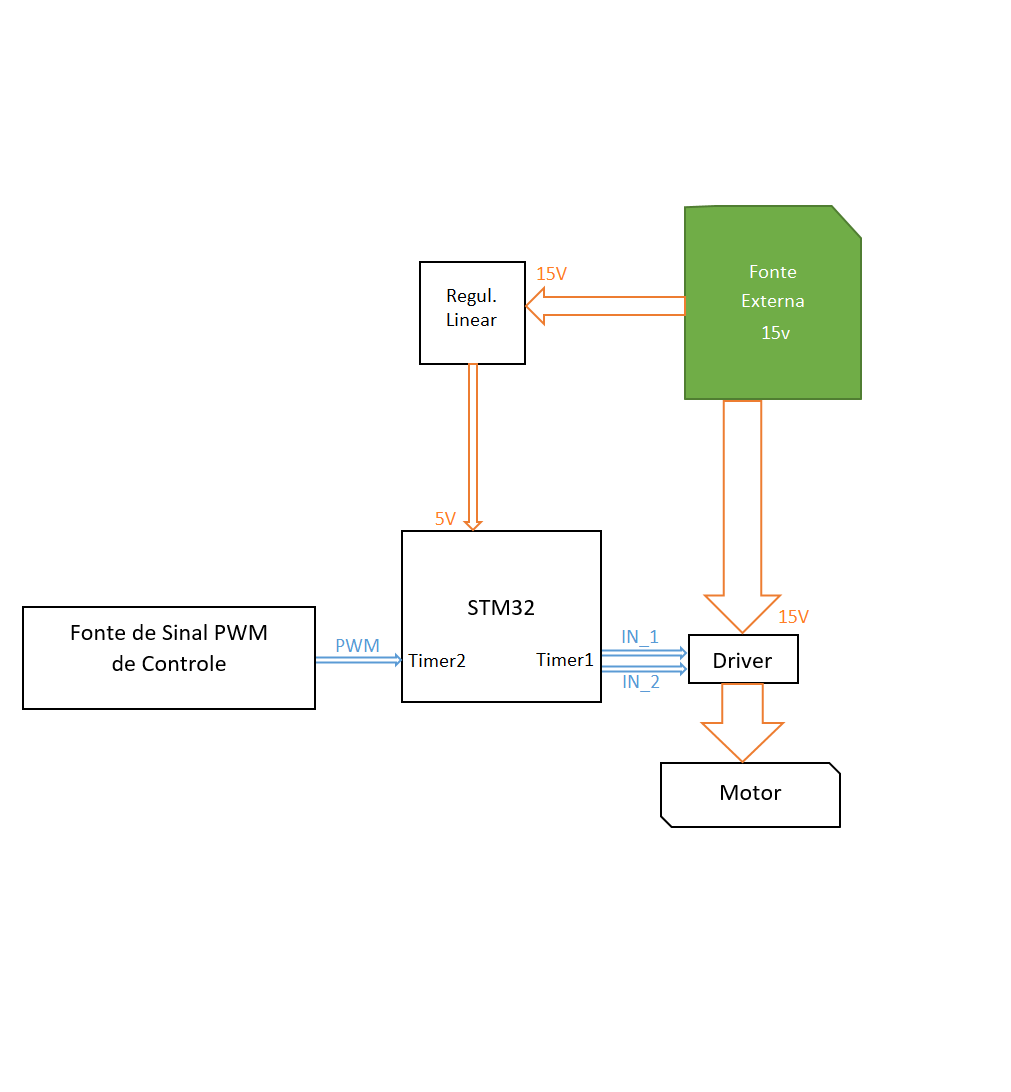 Fonte
Externa
15v
15V
Regul.
Linear
5V
STM32
Fonte de Sinal PWM
de Controle
PWM
Timer2
Timer1
IN_1
IN_2
15V
Driver
Motor